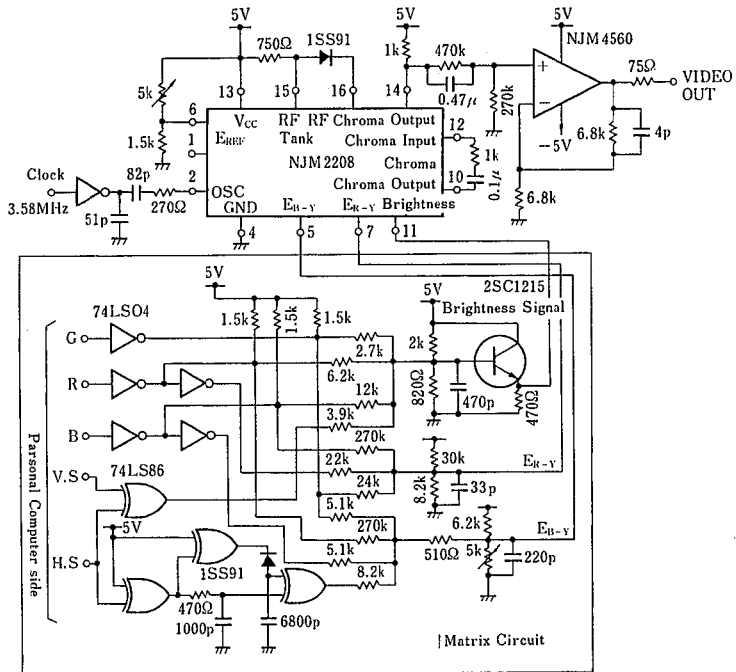 5V
5V
5V
NJM4560
750Ω
1SS91
1k
470k
0.47μ
270k
75Ω
VIDEO OUT
5k
1.5k
6
13
15
16
14
+
−
−5V
6.8k
4p
6.8k
VCC
RF Tank
RF
Chroma Output
EREF
Chroma Input
12
1k
NJM2208
Chroma
Chroma Output
10
0.1μ
1
Clock
3.58MHz
82p
51p
270Ω
2
OSC
GND
EB-Y
ER-Y
Brightness
4
5
7
11
5V
74LS04
1.5k
1.5k
1.5k
5V
2SC1215
Brightness Signal
G
R
B
V.S
H.S
Parsonal Computer side
2.7k
6.2k
12k
3.9k
270k
22k
24k
5.1k
270k
5.1k
8.2k
2k
820Ω
470p
470Ω
30k
8.2k
33p
ER-Y
6.2k
5k
220p
EB-Y
510Ω
74LS86
5V
1SS91
470Ω
1000p
6800p
Matrix Circuit